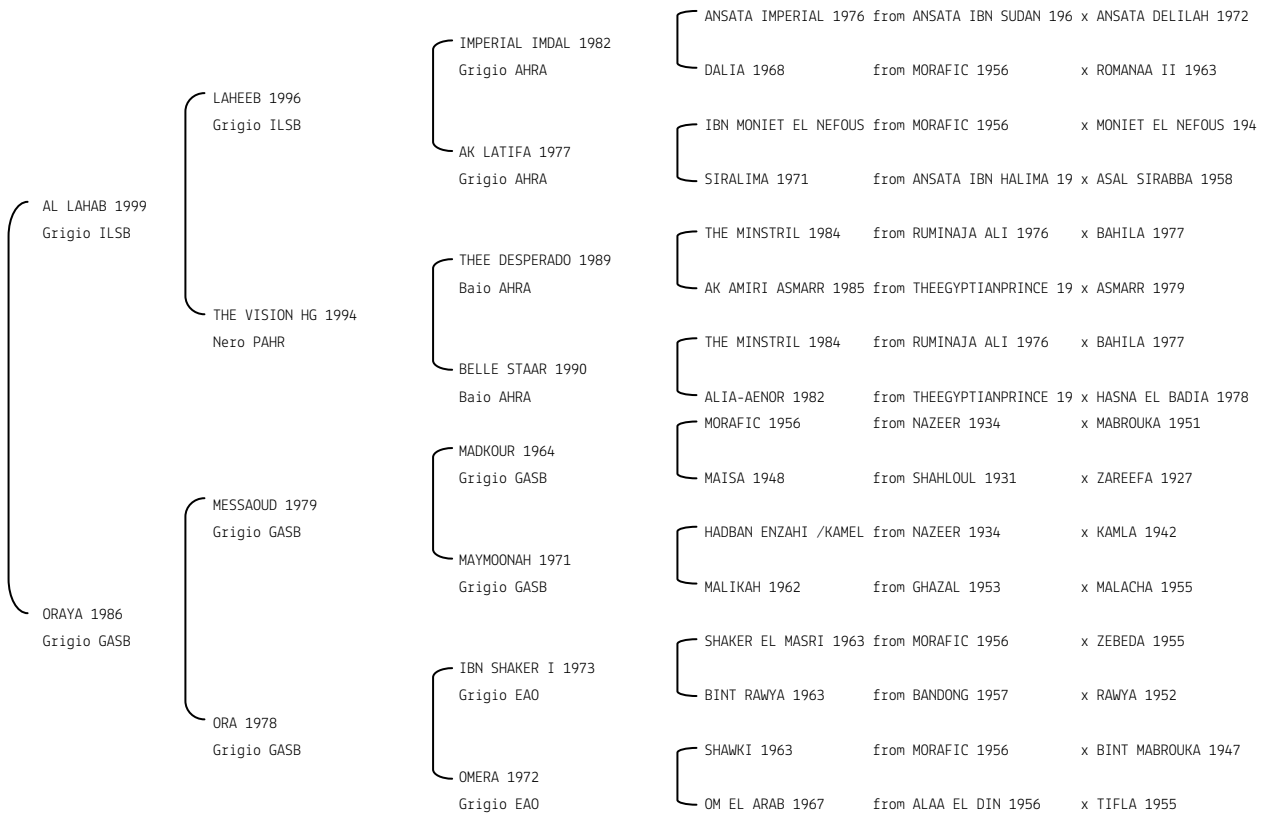 ANSATA IMPERIAL 1976 from ANSATA IBN SUDAN 196 x ANSATA DELILAH 1972
IMPERIAL IMDAL 1982
Grigio AHRA
DALIA 1968 from MORAFIC 1956 x ROMANAA II 1963
LAHEEB 1996
Grigio ILSB
IBN MONIET EL NEFOUS from MORAFIC 1956 x MONIET EL NEFOUS 194
AK LATIFA 1977
Grigio AHRA
SIRALIMA 1971 from ANSATA IBN HALIMA 19 x ASAL SIRABBA 1958
AL LAHAB 1999
Grigio ILSB
THE MINSTRIL 1984 from RUMINAJA ALI 1976 x BAHILA 1977
THEE DESPERADO 1989
Baio AHRA
AK AMIRI ASMARR 1985 from THEEGYPTIANPRINCE 19 x ASMARR 1979
THE VISION HG 1994
Nero PAHR
THE MINSTRIL 1984 from RUMINAJA ALI 1976 x BAHILA 1977
BELLE STAAR 1990
Baio AHRA
ALIA-AENOR 1982 from THEEGYPTIANPRINCE 19 x HASNA EL BADIA 1978
MORAFIC 1956 from NAZEER 1934 x MABROUKA 1951
MADKOUR 1964
Grigio GASB
MAISA 1948 from SHAHLOUL 1931 x ZAREEFA 1927
MESSAOUD 1979
Grigio GASB
HADBAN ENZAHI /KAMEL from NAZEER 1934 x KAMLA 1942
MAYMOONAH 1971
Grigio GASB
MALIKAH 1962 from GHAZAL 1953 x MALACHA 1955
ORAYA 1986
Grigio GASB
SHAKER EL MASRI 1963 from MORAFIC 1956 x ZEBEDA 1955
IBN SHAKER I 1973
Grigio EAO
BINT RAWYA 1963 from BANDONG 1957 x RAWYA 1952
ORA 1978
Grigio GASB
SHAWKI 1963 from MORAFIC 1956 x BINT MABROUKA 1947
OMERA 1972
Grigio EAO
OM EL ARAB 1967 from ALAA EL DIN 1956 x TIFLA 1955